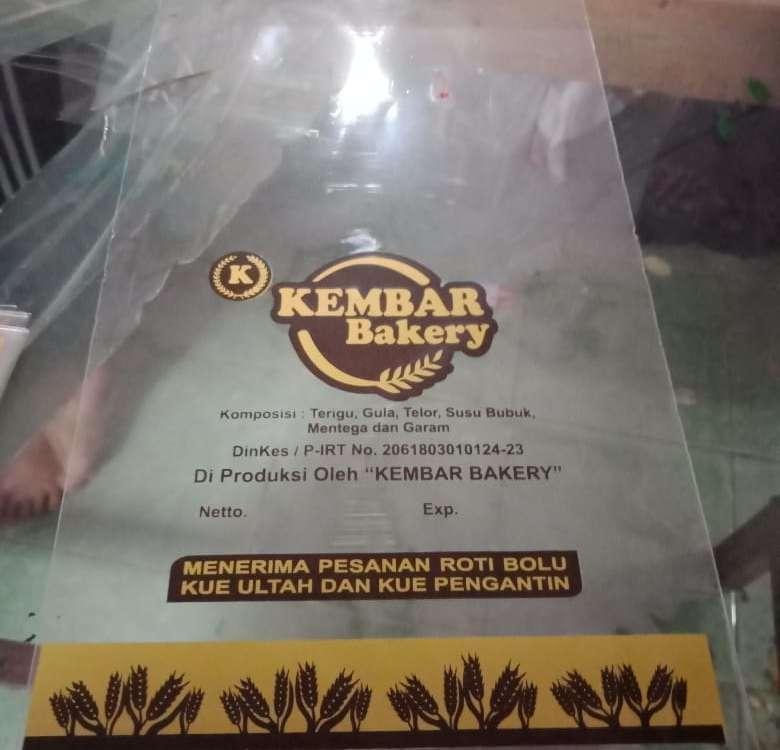 K
KEMBAR
Bakery
Komposisi : Terigu, Gula, Telor, Susu Bubuk,
Mentega dan Garam
DinKes / P-IRT No. 2061803010124-23
Di Produksi Oleh “KEMBAR BAKERY”
Netto. Exp.
MENERIMA PESANAN ROTI BOLU
KUE ULTAH DAN KUE PENGANTIN